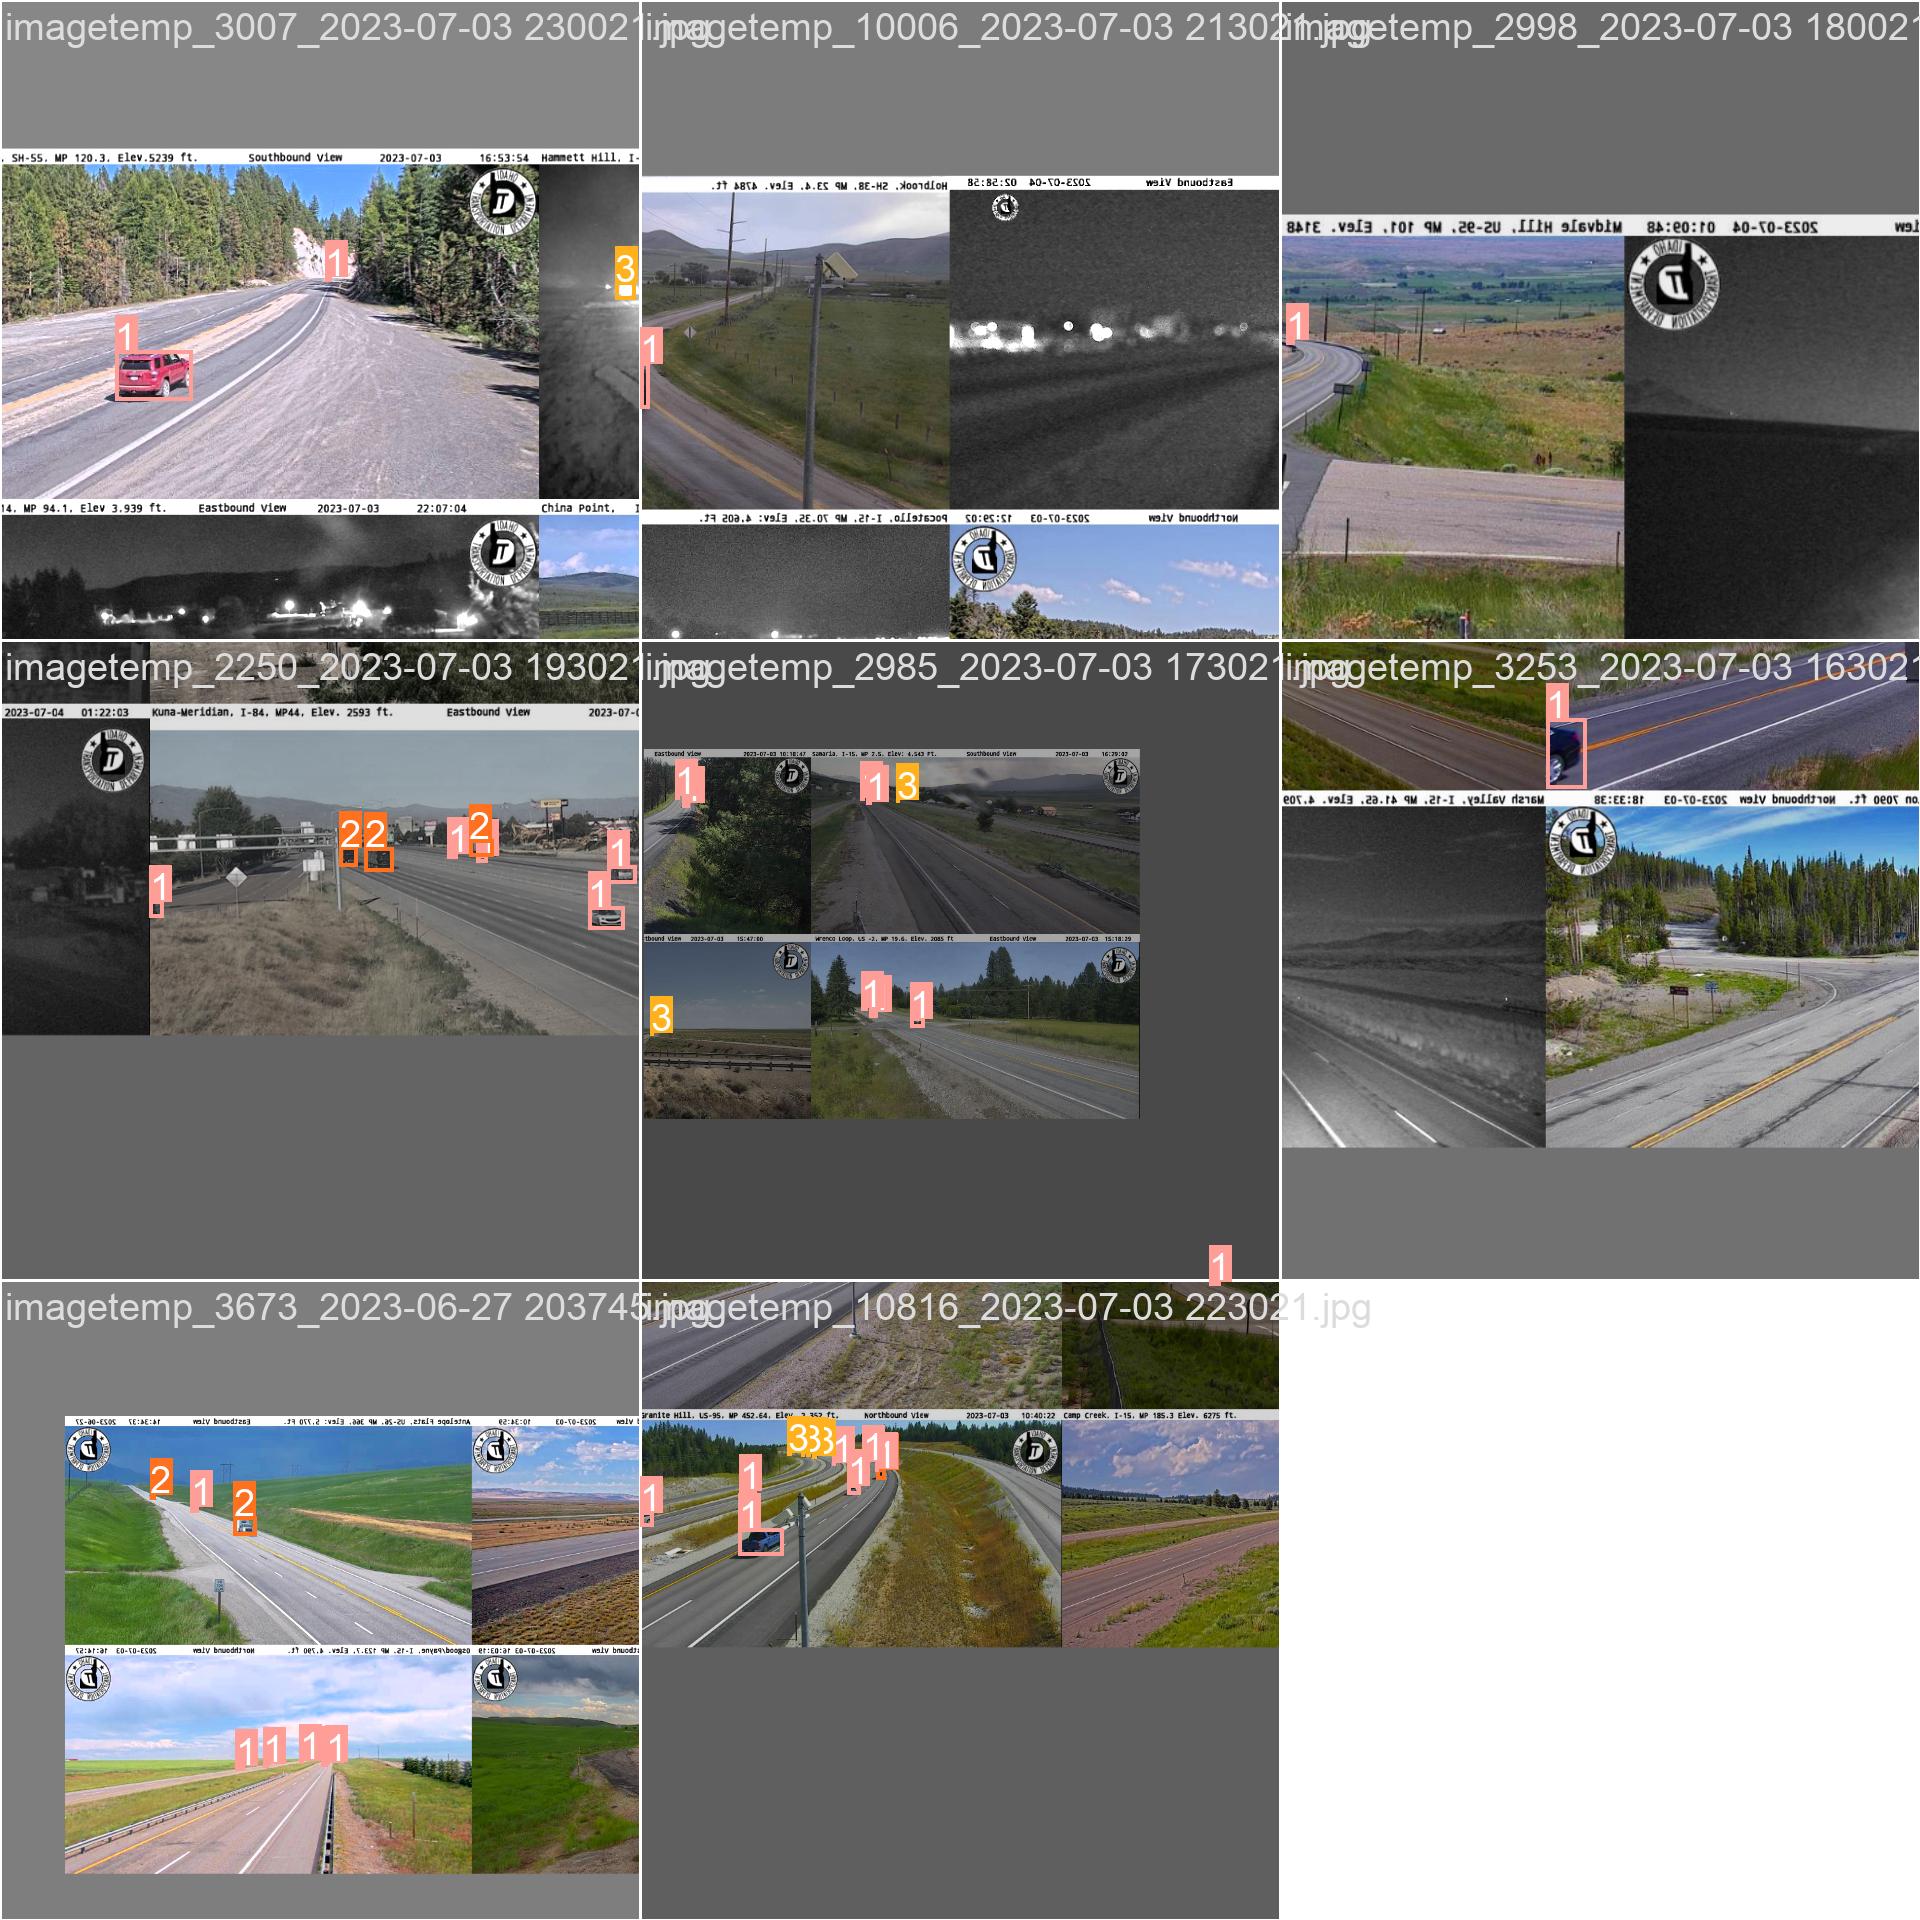 imagetemp_3007_2023-07-03 230021.jpg
imagetemp_10006_2023-07-03 213021.jpg
imagetemp_2998_2023-07-03 180021
, SH-55, MP 120.3, Elev.5239 ft. Southbound View 2023-07-03 16:53:54 Hammett Hill, I-
Holbrook, SH-38, MP 23.4, Elev. 4784 ft. 02:58:58 2023-07-04 Eastbound View
Midvale Hill, US-95, MP 101, Elev. 3148 01:09:48 2023-07-04 View
1
1
3
1
1
14, MP 94.1, Elev 3.939 ft. Eastbound View 2023-07-03 22:07:04 China Point, I
Pocatello, I-15, MP 70.35, Elev: 4,605 Ft. 12:29:02 2023-07-03 Northbound View
IDAHO TRANSPORTATION DEPARTMENT
imagetemp_2250_2023-07-03 193021.jpg
imagetemp_2985_2023-07-03 173021.jpg
imagetemp_3253_2023-07-03 163021
2023-07-04 01:22:03 Kuna-Meridian, I-84, MP44, Elev. 2593 ft. Eastbound View 2023-07-0
Eastbound View 2023-07-03 10:18:47 Samaria, I-15, MP 2.5, Elev: 4,543 Ft. Southbound View 2023-07-03 16:29:02
Marsh Valley, I-15, MP 41.65, Elev. 4,709 18:33:38 2023-07-03 Northbound View on 7090 ft.
1
2
2
1
2
1
1
1
1
3
1
tbound View 2023-07-03 15:47:00 Wrenco Loop, US -2, MP 19.6, Elev. 2085 ft Eastbound View 2023-07-03 15:18:29
3
1
1
1
imagetemp_3673_2023-06-27 203745.jpg
imagetemp_10816_2023-07-03 223021.jpg
2023-06-27 14:34:37 Eastbound View Antelope Flats, US-26, MP 366, Elev: 5,770 Ft. 10:34:59 2023-07-03 d View
Granite Hill, US-95, MP 452.64, Elev. 2,352 ft. Northbound View 2023-07-03 10:40:22 Camp Creek, I-15, MP 185.3 Elev. 6275 ft.
2
1
2
3
3
3
1
1
1
1
1
1
1
2023-07-03 16:14:57 Northbound View Osgood/Payne, I-15, MP 123.7, Elev. 4,790 ft. 16:03:19 2023-07-03 stbound View
1
1
1
1